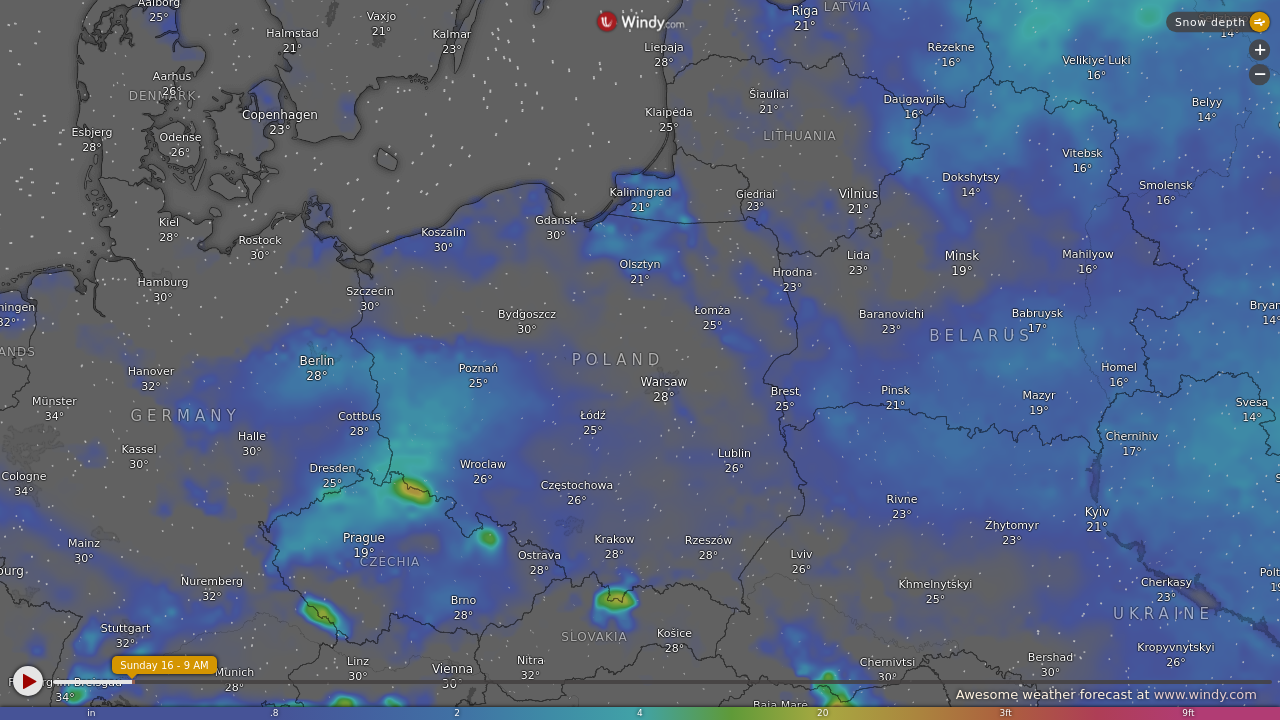 Aalborg
25°
Vaxjo
21°
Halmstad
21°
Kalmar
23°
Windy.com
Liepaja
28°
Riga
21°
LATVIA
Snow depth
14°
Rēzekne
16°
Velikiye Luki
16°
Aarhus
26°
DENMARK
Copenhagen
23°
Klaipėda
25°
Šiauliai
21°
Daugavpils
16°
Belyy
14°
Esbjerg
28°
Odense
26°
LITHUANIA
Vitebsk
16°
Dokshytsy
14°
Smolensk
16°
Kaliningrad
21°
Giedriai
23°
Vilnius
21°
Kiel
28°
Rostock
30°
Koszalin
30°
Gdansk
30°
Olsztyn
21°
Hrodna
23°
Lida
23°
Minsk
19°
Mahilyow
16°
Hamburg
30°
Szczecin
30°
ningen
32°
Bydgoszcz
30°
Łomża
25°
Baranovichi
23°
Babruysk
17°
BELARUS
Bryan
14°
ANDS
Hanover
32°
Berlin
28°
Poznań
25°
POLAND
Warsaw
28°
Brest
25°
Pinsk
21°
Homel
16°
Mazyr
19°
Svesa
14°
Münster
34°
GERMANY
Cottbus
28°
Łódź
25°
Kassel
30°
Halle
30°
Chernihiv
17°
Cologne
34°
Dresden
25°
Wroclaw
26°
Częstochowa
26°
Lublin
26°
S
Rivne
23°
Kyiv
21°
Zhytomyr
23°
Mainz
30°
Prague
19°
CZECHIA
Ostrava
28°
Krakow
28°
Rzeszów
28°
Lviv
26°
burg
Nuremberg
32°
Brno
28°
Khmelnytskyi
25°
Cherkasy
23°
Polt
19
UKRAINE
Stuttgart
32°
SLOVAKIA
Košice
28°
Kropyvnytskyi
26°
Sunday 16 - 9 AM
Munich
28°
Linz
30°
Vienna
30°
Nitra
32°
Chernivtsi
30°
Bershad
30°
Freiburg im Breisgau
34°
Baia Mare
Awesome weather forecast at www.windy.com
in .8 2 4 20 3ft 9ft